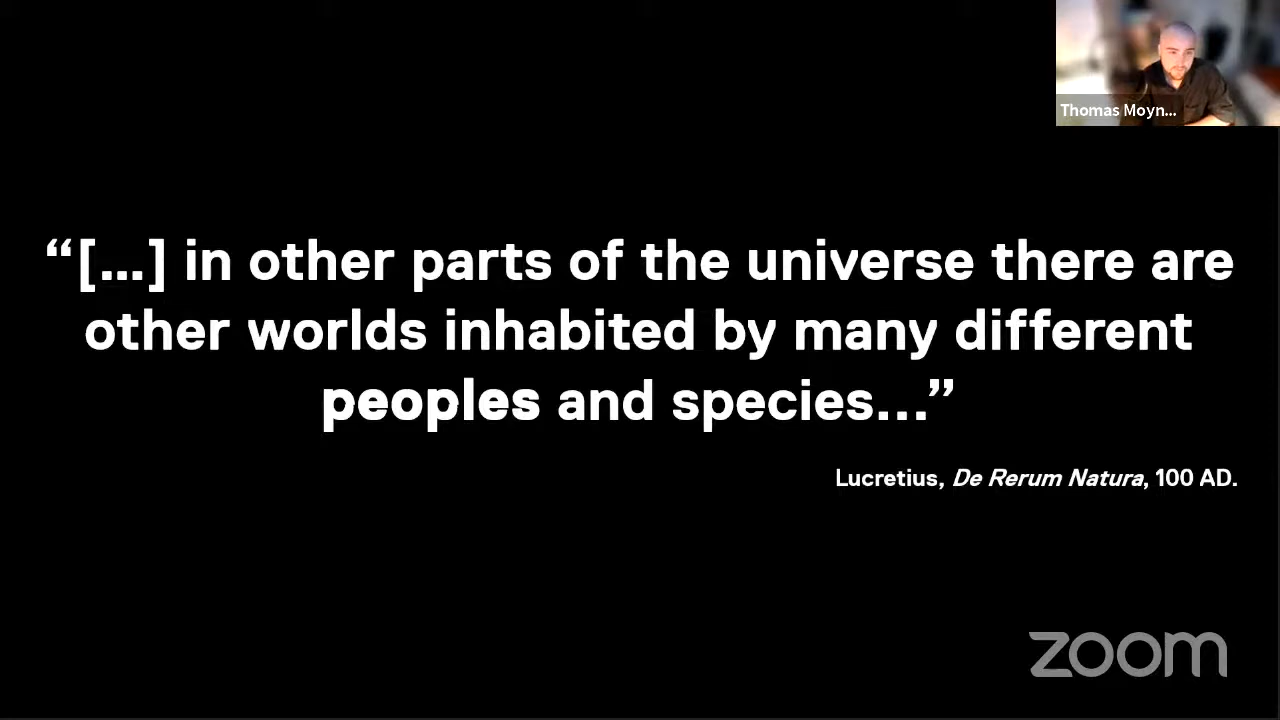 Thomas Moyn...
“[...] in other parts of the universe there are
other worlds inhabited by many different
peoples and species...”
Lucretius, De Rerum Natura, 100 AD.
zoom